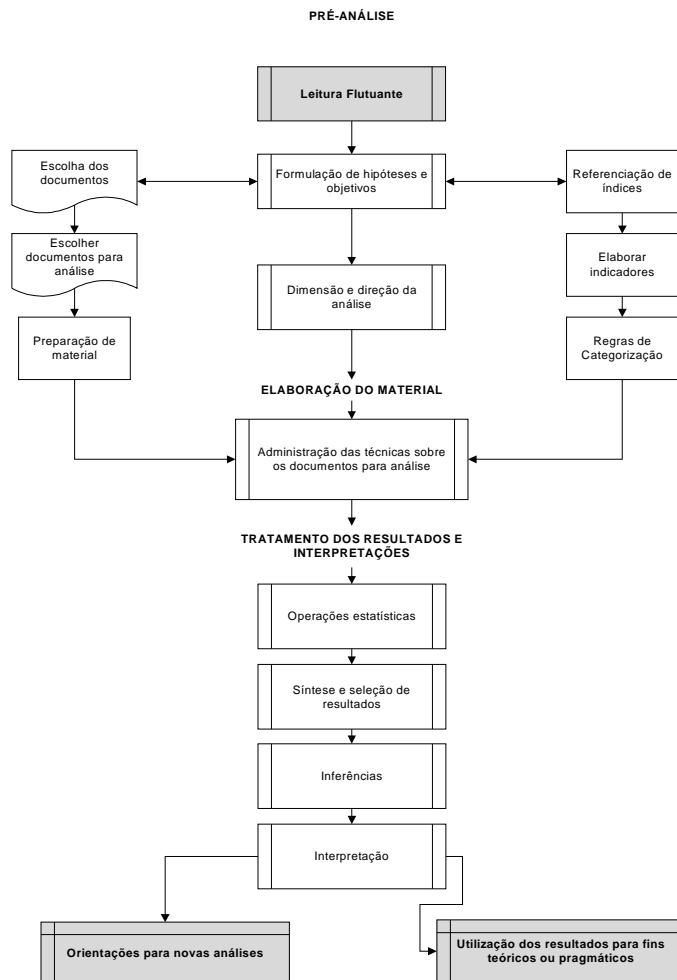 PRÉ-ANÁLISE
Leitura Flutuante
Escolha dos
documentos
Formulação de hipóteses e
objetivos
Referenciação de
índices
Escolher
documentos para
análise
Dimensão e direção da
análise
Elaborar
indicadores
Preparação de
material
Regras de
Categorização
ELABORAÇÃO DO MATERIAL
Administração das técnicas sobre
os documentos para análise
TRATAMENTO DOS RESULTADOS E
INTERPRETAÇÕES
Operações estatísticas
Síntese e seleção de
resultados
Inferências
Interpretação
Orientações para novas análises
Utilização dos resultados para fins
teóricos ou pragmáticos